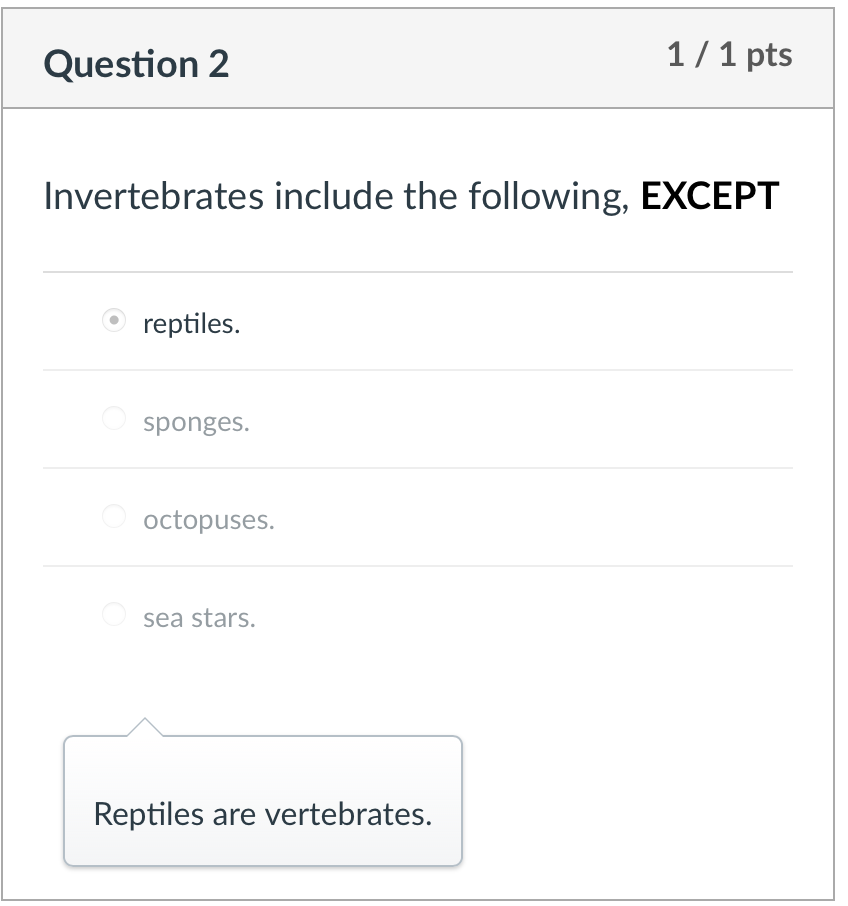 Question 2
1 / 1 pts
Invertebrates include the following, EXCEPT
reptiles.
sponges.
octopuses.
sea stars.
Reptiles are vertebrates.